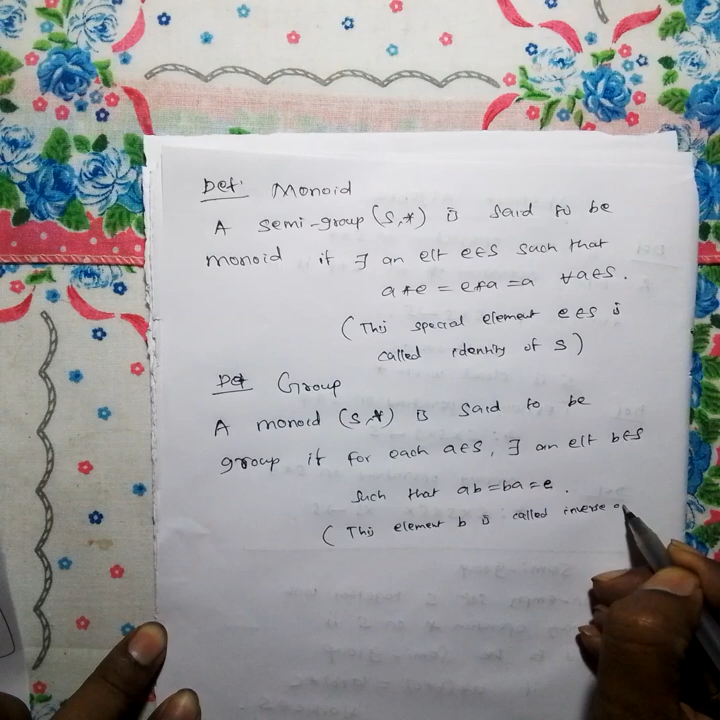 Def: Monoid
A semi-group (S,*) is said to be
monoid if ∃ an elt e∈S such that
a*e = e*a = a ∀a∈S.
(This special element e∈S is
called identity of S)
Def Group
A monoid (S,*) is said to be
group if for each a∈S, ∃ an elt b∈S
such that ab=ba=e.
(This element b is called inverse o